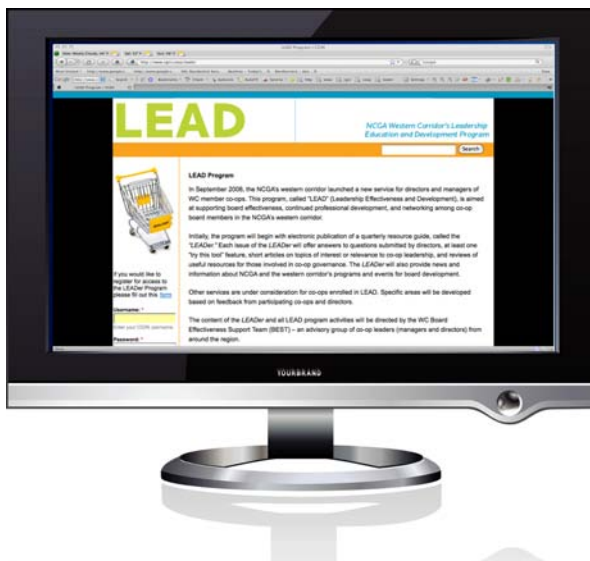 LEAD
NCGA Western Corridor's Leadership
Education and Development Program
Search
LEAD Program
In September 2008, the NCGA's western corridor launched a new service for directors and managers of
WC member co-ops. This program, called "LEAD" (Leadership Effectiveness and Development), is aimed
at supporting board effectiveness, continued professional development, and networking among co-op
board members in the NCGA's western corridor.
Initially, the program will begin with electronic publication of a quarterly resource guide, called the
"LEADer." Each issue of the LEADer will offer answers to questions submitted by directors, at least one
"try this tool" feature, short articles on topics of interest or relevance to co-op leadership, and reviews of
useful resources for those involved in co-op governance. The LEADer will also provide news and
information about NCGA and the western corridor's programs and events for board development.
Other services are under consideration for co-ops enrolled in LEAD. Specific areas will be developed
based on feedback from participating co-ops and directors.
The content of the LEADer and all LEAD program activities will be directed by the WC Board
Effectiveness Support Team (BEST) – an advisory group of co-op leaders (managers and directors) from
around the region.
If you would like to
register for access to
the LEADer Program
please fill out this form
Username: *
Enter your CGIN username
Password: *
YOURBRAND